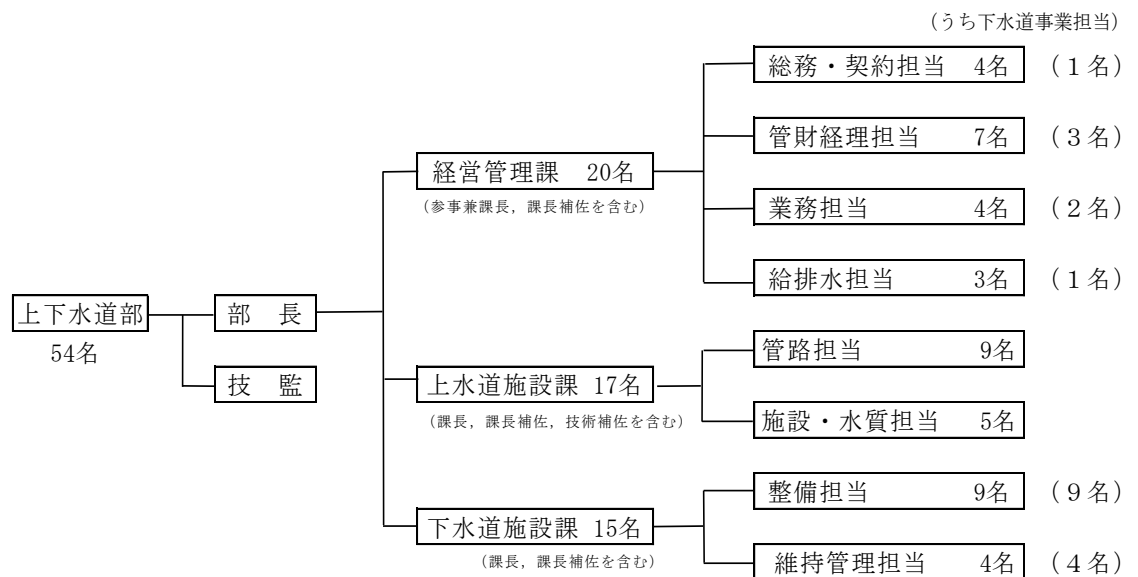 (うち下水道事業担当)
総務・契約担当 4名 (1名)
管財経理担当 7名 (3名)
経営管理課 20名
(参事兼課長，課長補佐を含む)
業務担当 4名 (2名)
給排水担当 3名 (1名)
上下水道部 部 長
54名
管路担当 9名
技 監
上水道施設課 17名
(課長，課長補佐，技術補佐を含む)
施設・水質担当 5名
整備担当 9名 (9名)
下水道施設課 15名
(課長，課長補佐を含む)
維持管理担当 4名 (4名)